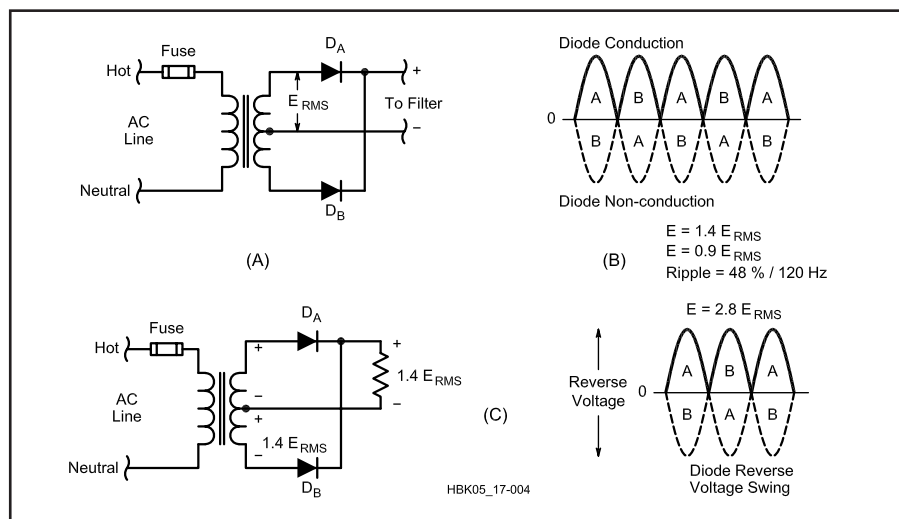 Fuse
Hot
AC
Line
Neutral
D_A
E_RMS
+
To Filter
−
D_B
(A)
Diode Conduction
A B A B A
0
B A B A B
Diode Non-conduction
E = 1.4 E_RMS
E = 0.9 E_RMS
Ripple = 48 % / 120 Hz
(B)
Fuse
Hot
AC
Line
Neutral
D_A
+
−
+
−
1.4 E_RMS
D_B
+
1.4 E_RMS
−
(C)
E = 2.8 E_RMS
Reverse
Voltage
A B A
0
B A B
Diode Reverse
Voltage Swing
HBK05_17-004